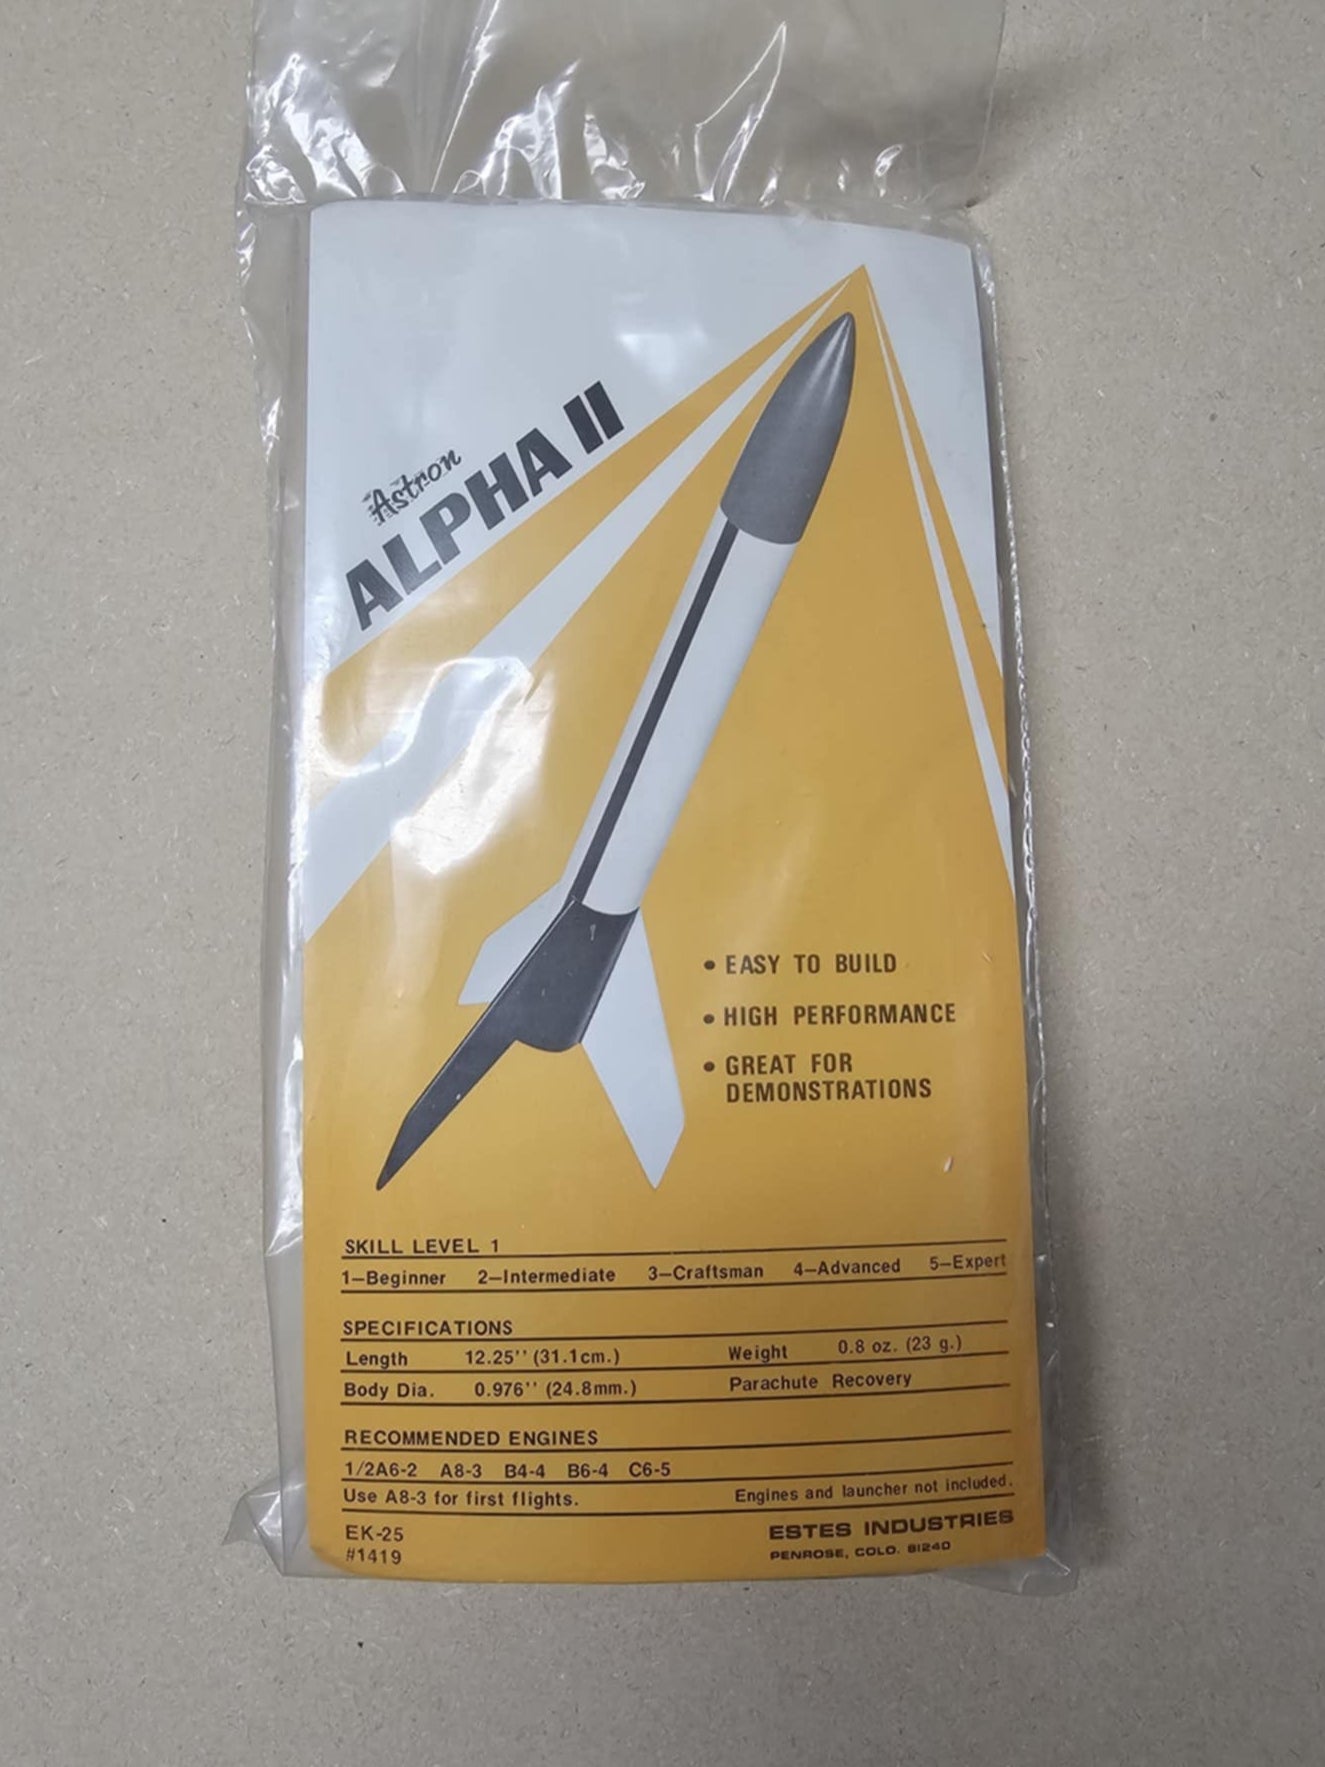 Astron
ALPHA II
• EASY TO BUILD
• HIGH PERFORMANCE
• GREAT FOR
DEMONSTRATIONS
SKILL LEVEL 1
1—Beginner 2—Intermediate 3—Craftsman 4—Advanced 5—Expert
SPECIFICATIONS
Length 12.25'' (31.1cm.) Weight 0.8 oz. (23 g.)
Body Dia. 0.976'' (24.8mm.) Parachute Recovery
RECOMMENDED ENGINES
1/2A6-2 A8-3 B4-4 B6-4 C6-5
Use A8-3 for first flights. Engines and launcher not included.
EK-25 ESTES INDUSTRIES
#1419 PENROSE, COLO. 81240